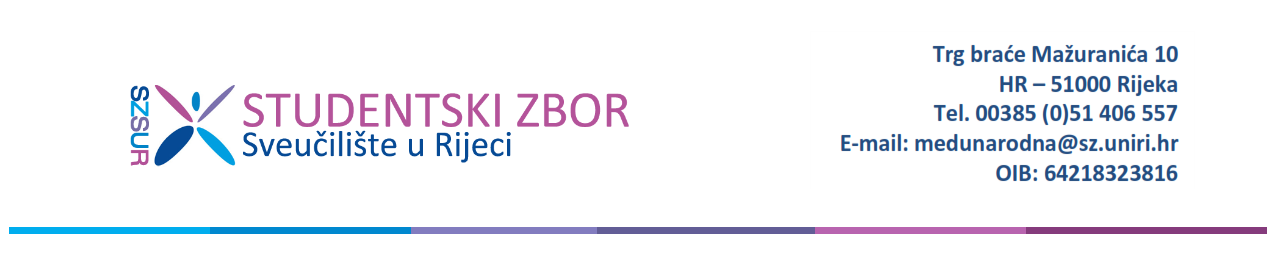 SZSUR
STUDENTSKI ZBOR
Sveučilište u Rijeci
Trg braće Mažuranića 10
HR – 51000 Rijeka
Tel. 00385 (0)51 406 557
E-mail: medunarodna@sz.uniri.hr
OIB: 64218323816